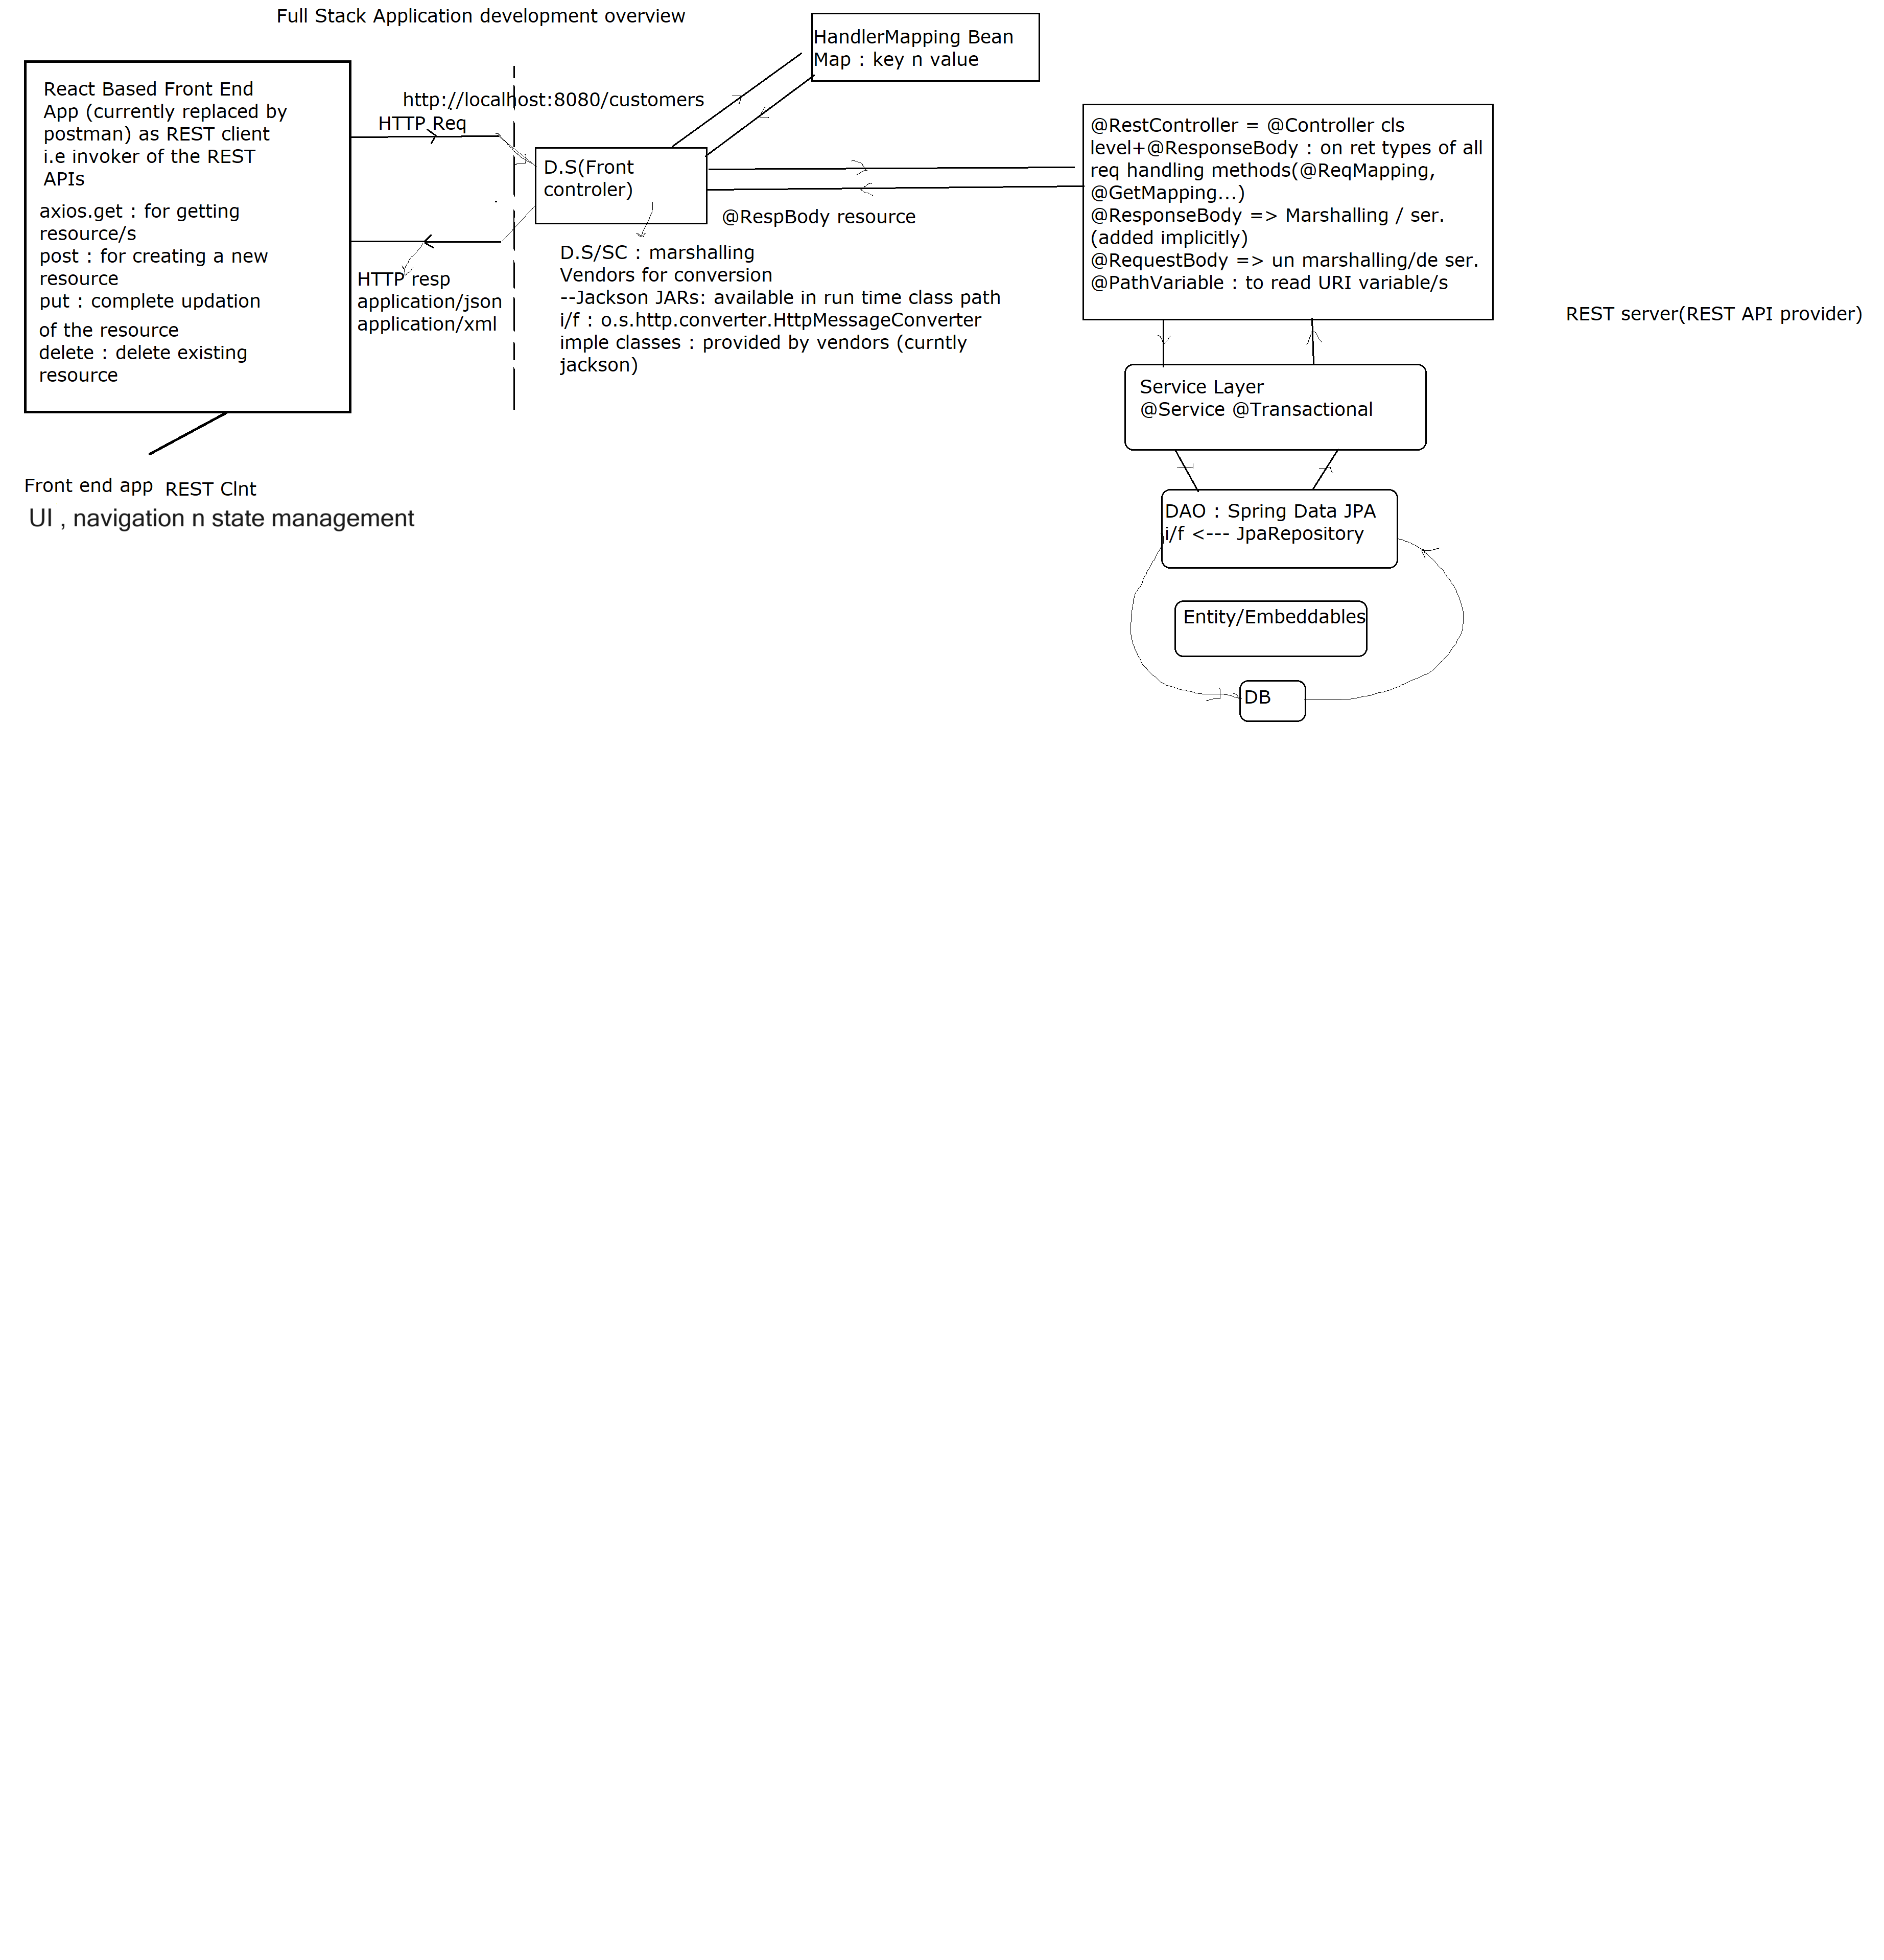 Full Stack Application development overview
React Based Front End
App (currently replaced by
postman) as REST client
i.e invoker of the REST
APIs
axios.get : for getting
resource/s
post : for creating a new
resource
put : complete updation
of the resource
delete : delete existing
resource
Front end app REST Clnt
UI , navigation n state management
http://localhost:8080/customers
HTTP Req
HTTP resp
application/json
application/xml
D.S(Front
controler)
HandlerMapping Bean
Map : key n value
@RespBody resource
D.S/SC : marshalling
Vendors for conversion
--Jackson JARs: available in run time class path
i/f : o.s.http.converter.HttpMessageConverter
imple classes : provided by vendors (curntly
jackson)
@RestController = @Controller cls
level+@ResponseBody : on ret types of all
req handling methods(@ReqMapping,
@GetMapping...)
@ResponseBody => Marshalling / ser.
(added implicitly)
@RequestBody => un marshalling/de ser.
@PathVariable : to read URI variable/s
REST server(REST API provider)
Service Layer
@Service @Transactional
DAO : Spring Data JPA
i/f <--- JpaRepository
Entity/Embeddables
DB